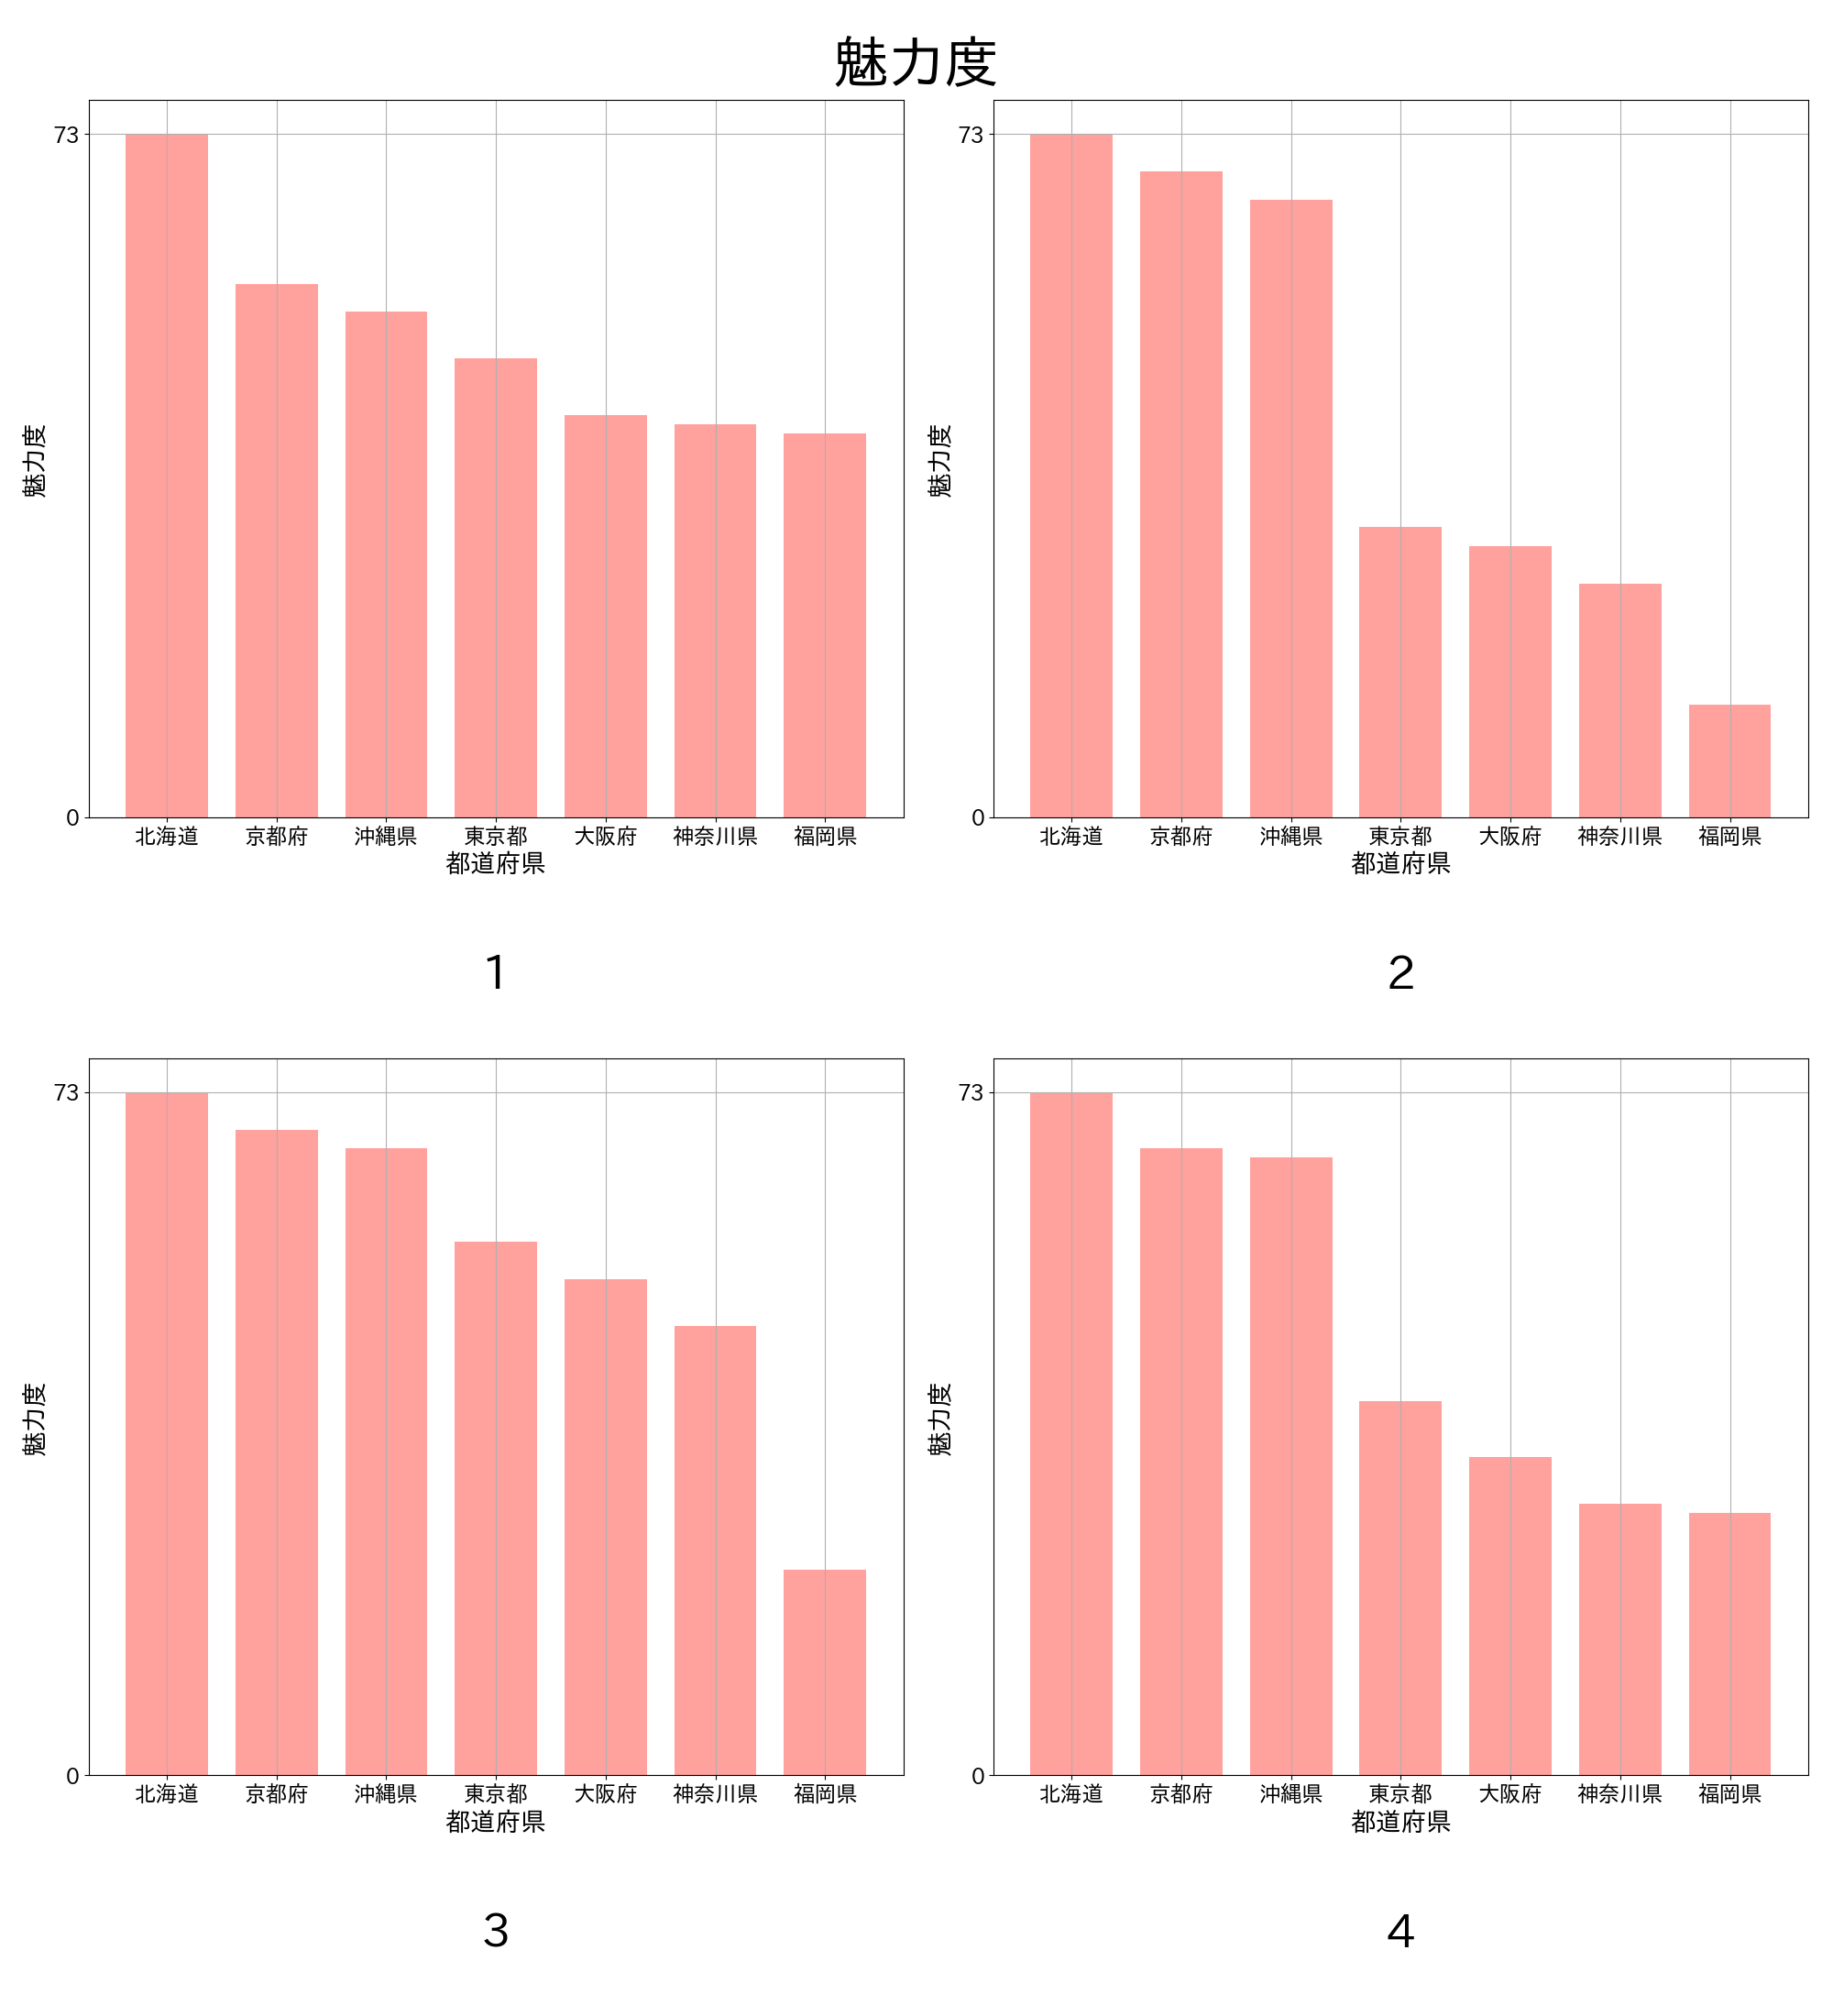 魅力度
73
0
魅力度
北海道 京都府 沖縄県 東京都 大阪府 神奈川県 福岡県
都道府県
1
73
0
魅力度
北海道 京都府 沖縄県 東京都 大阪府 神奈川県 福岡県
都道府県
2
73
0
魅力度
北海道 京都府 沖縄県 東京都 大阪府 神奈川県 福岡県
都道府県
3
73
0
魅力度
北海道 京都府 沖縄県 東京都 大阪府 神奈川県 福岡県
都道府県
4